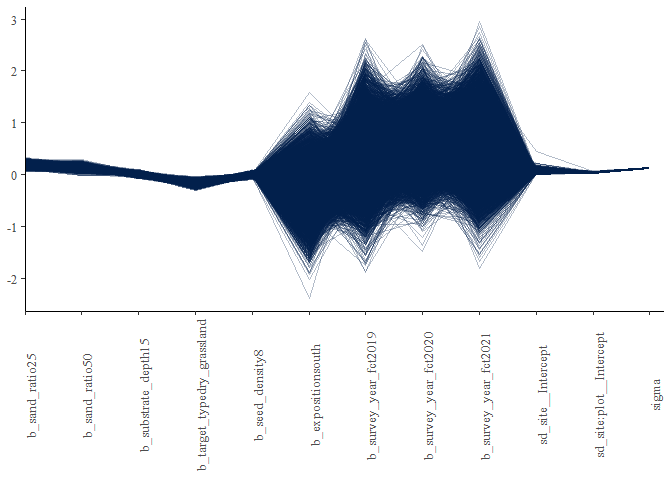 3
2
1
0
-1
-2
b_sand_ratio25
b_sand_ratio50
b_substrate_depth15
b_target_typedry_grassland
b_seed_density8
b_expositionsouth
b_survey_year_fct2019
b_survey_year_fct2020
b_survey_year_fct2021
sd_site__Intercept
sd_site:plot__Intercept
sigma